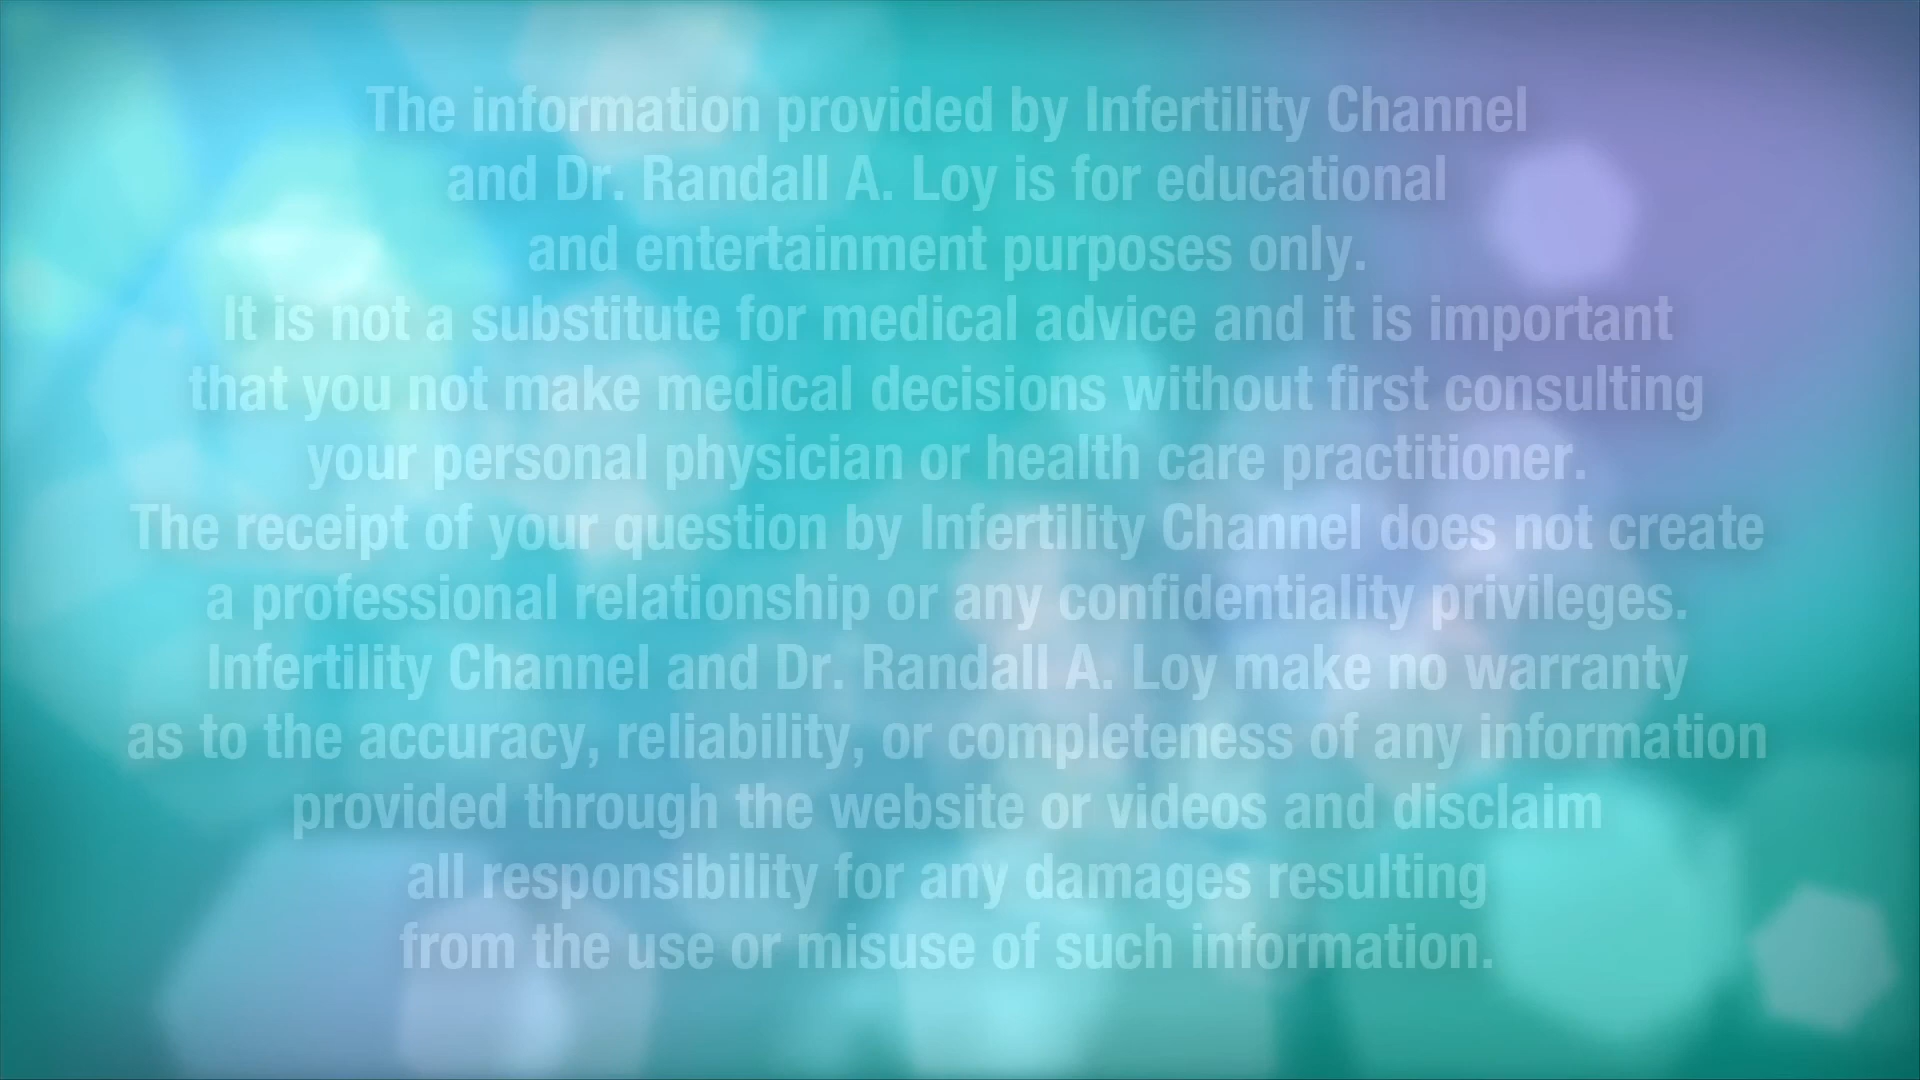 The information provided by Infertility Channel
and Dr. Randall A. Loy is for educational
and entertainment purposes only.
It is not a substitute for medical advice and it is important
that you not make medical decisions without first consulting
your personal physician or health care practitioner.
The receipt of your question by Infertility Channel does not create
a professional relationship or any confidentiality privileges.
Infertility Channel and Dr. Randall A. Loy make no warranty
as to the accuracy, reliability, or completeness of any information
provided through the website or videos and disclaim
all responsibility for any damages resulting
from the use or misuse of such information.